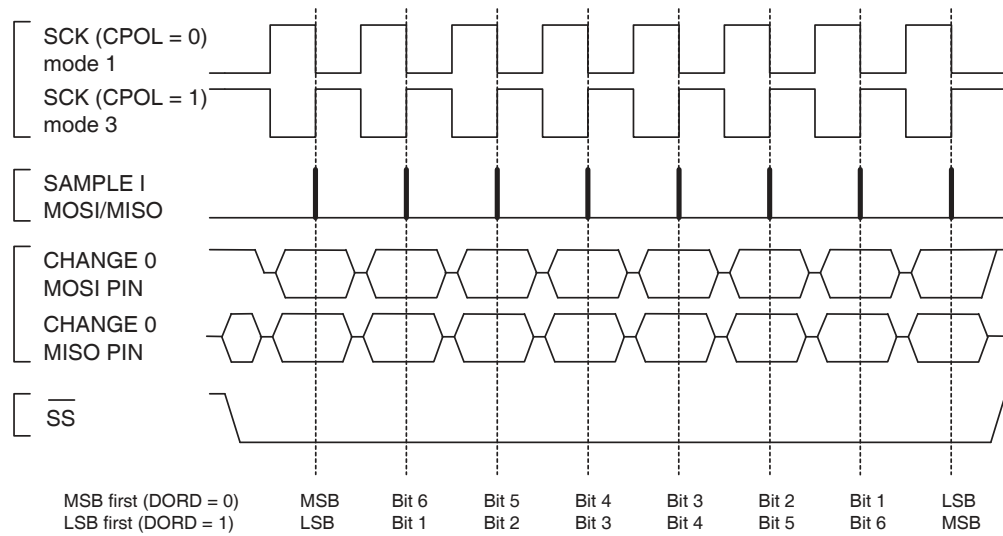 SCK (CPOL = 0)
mode 1
SCK (CPOL = 1)
mode 3
SAMPLE I
MOSI/MISO
CHANGE 0
MOSI PIN
CHANGE 0
MISO PIN
SS
MSB first (DORD = 0) MSB Bit 6 Bit 5 Bit 4 Bit 3 Bit 2 Bit 1 LSB
LSB first (DORD = 1) LSB Bit 1 Bit 2 Bit 3 Bit 4 Bit 5 Bit 6 MSB